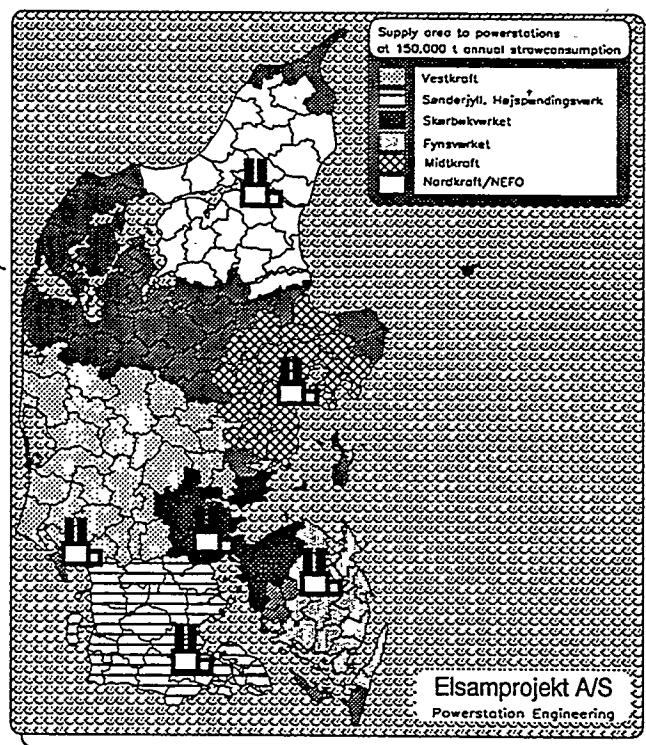 Supply area to powerstations
at 150,000 t annual strawconsumption
Vestkraft
Sønderjyll. Højspændingsværk
Skærbækværket
Fynsværket
Midtkraft
Nordkraft/NEFO
Elsamprojekt A/S
Powerstation Engineering